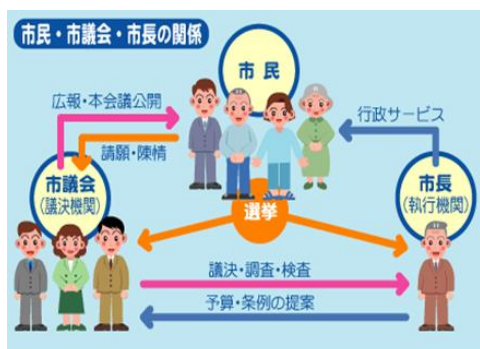 市民・市議会・市長の関係
市民
広報・本会議公開
行政サービス
請願・陳情
市議会
(議決機関)
市長
(執行機関)
選挙
議決・調査・検査
予算・条例の提案